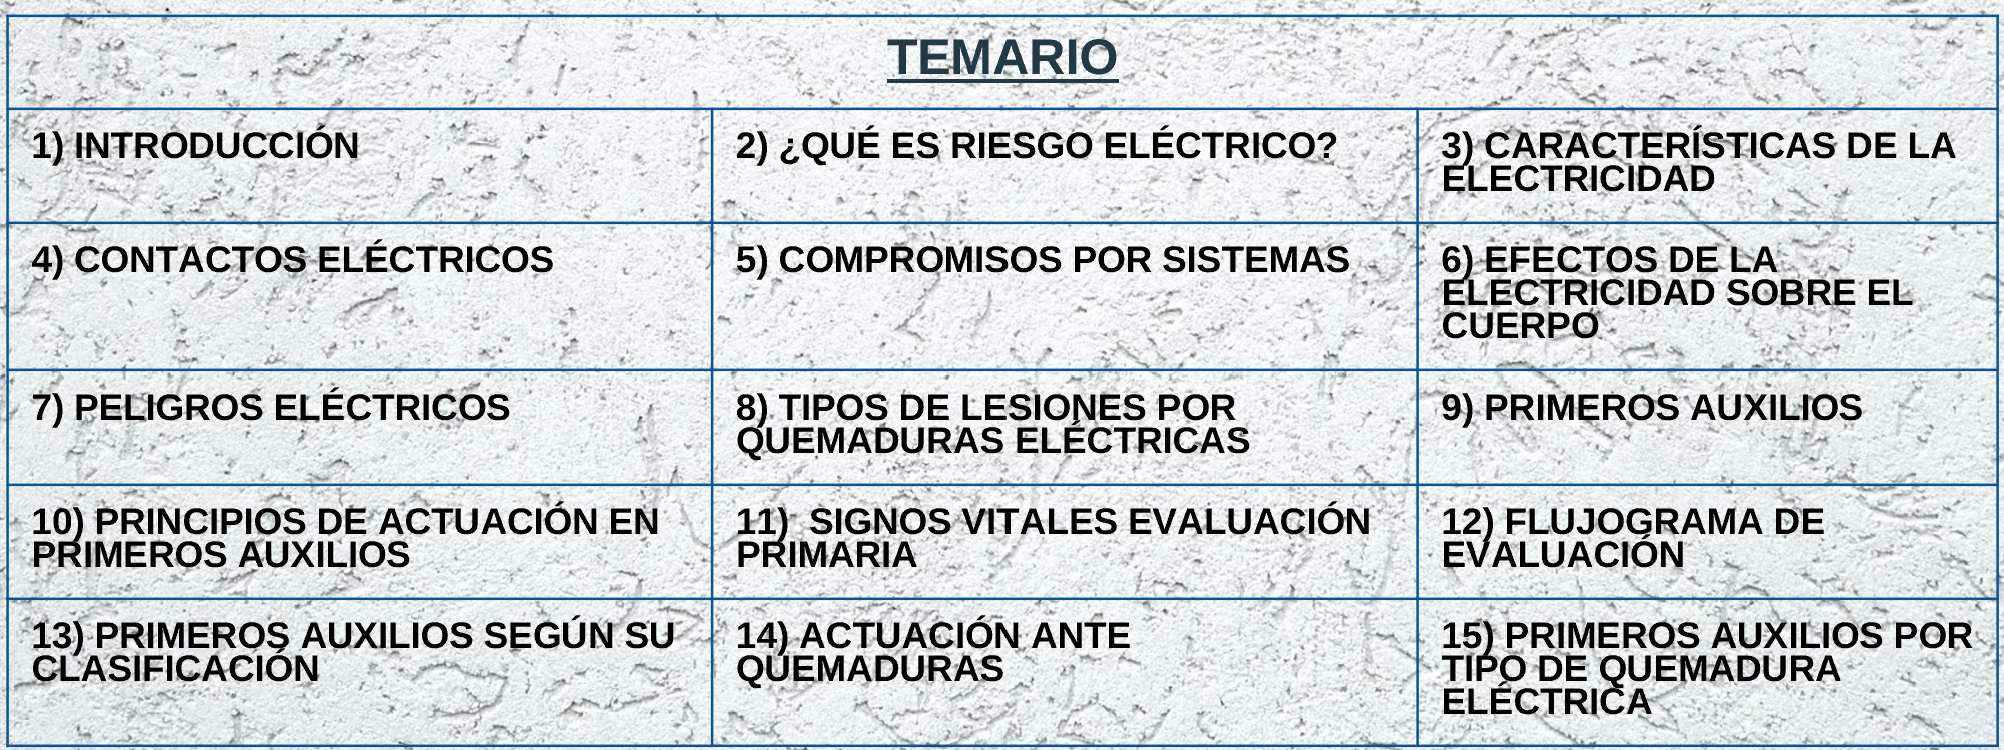 TEMARIO
1) INTRODUCCIÓN
2) ¿QUÉ ES RIESGO ELÉCTRICO?
3) CARACTERÍSTICAS DE LA
ELECTRICIDAD
4) CONTACTOS ELÉCTRICOS
5) COMPROMISOS POR SISTEMAS
6) EFECTOS DE LA
ELECTRICIDAD SOBRE EL
CUERPO
7) PELIGROS ELÉCTRICOS
8) TIPOS DE LESIONES POR
QUEMADURAS ELÉCTRICAS
9) PRIMEROS AUXILIOS
10) PRINCIPIOS DE ACTUACIÓN EN
PRIMEROS AUXILIOS
11) SIGNOS VITALES EVALUACIÓN
PRIMARIA
12) FLUJOGRAMA DE
EVALUACIÓN
13) PRIMEROS AUXILIOS SEGÚN SU
CLASIFICACIÓN
14) ACTUACIÓN ANTE
QUEMADURAS
15) PRIMEROS AUXILIOS POR
TIPO DE QUEMADURA
ELÉCTRICA